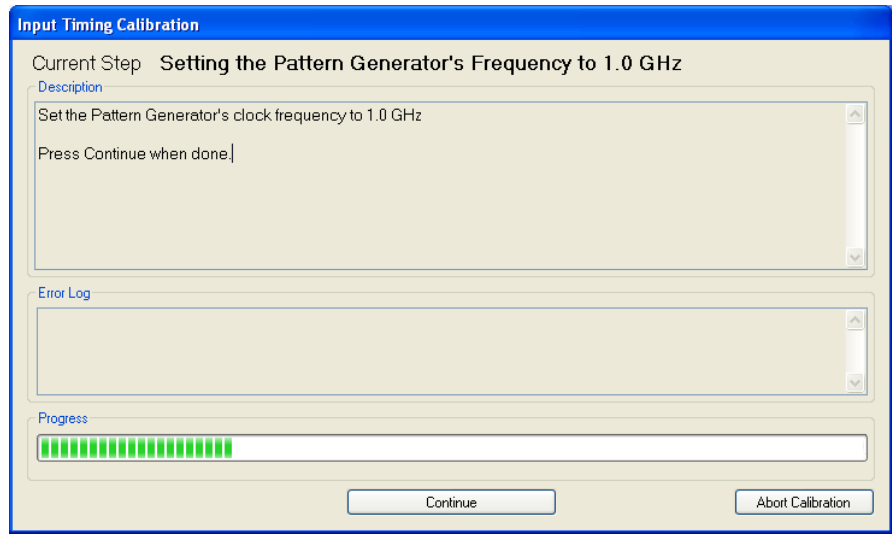 Input Timing Calibration
Current Step Setting the Pattern Generator's Frequency to 1.0 GHz
Description
Set the Pattern Generator's clock frequency to 1.0 GHz
Press Continue when done.
Error Log
Progress
Continue
Abort Calibration